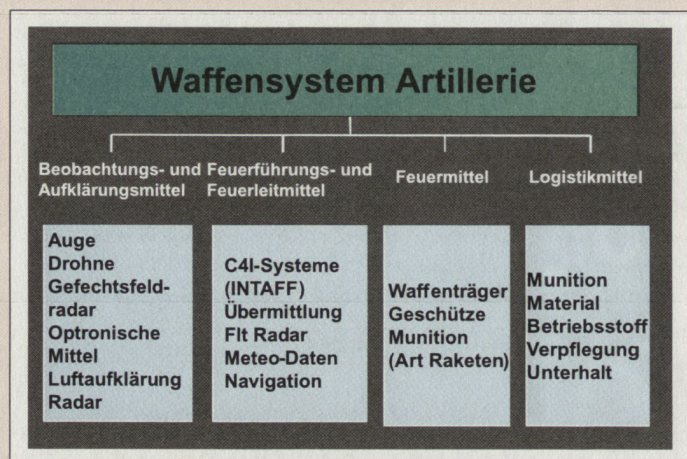 Waffensystem Artillerie
Beobachtungs- und
Aufklärungsmittel
Feuerführungs- und
Feuerleitmittel
Feuermittel
Logistikmittel
Auge
Drohne
Gefechtsfeld-
radar
Optronische
Mittel
Luftaufklärung
Radar
C4I-Systeme
(INTAFF)
Übermittlung
Flt Radar
Meteo-Daten
Navigation
Waffenträger
Geschütze
Munition
(Art Raketen)
Munition
Material
Betriebsstoff
Verpflegung
Unterhalt